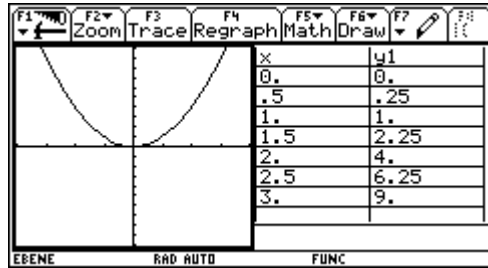 F1 F2 Zoom F3 Trace F4 Regraph F5 Math F6 Draw F7
x y1
0. 0.
.5 .25
1. 1.
1.5 2.25
2. 4.
2.5 6.25
3. 9.
EBENE RAD AUTO FUNC